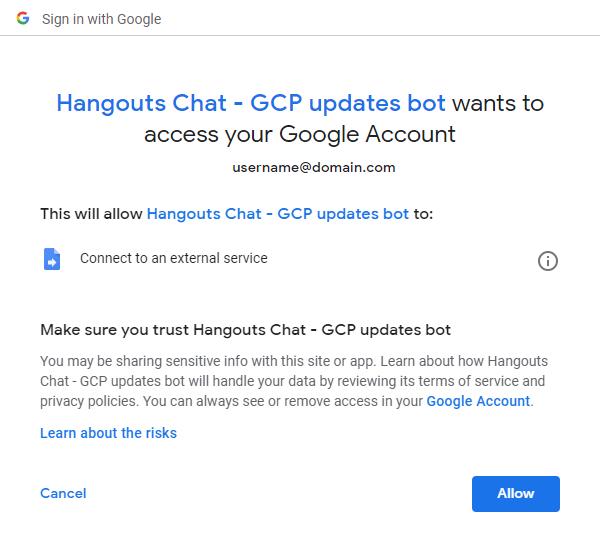 Sign in with Google
Hangouts Chat - GCP updates bot wants to
access your Google Account
username@domain.com
This will allow Hangouts Chat - GCP updates bot to:
Connect to an external service
Make sure you trust Hangouts Chat - GCP updates bot
You may be sharing sensitive info with this site or app. Learn about how Hangouts
Chat - GCP updates bot will handle your data by reviewing its terms of service and
privacy policies. You can always see or remove access in your Google Account.
Learn about the risks
Cancel
Allow